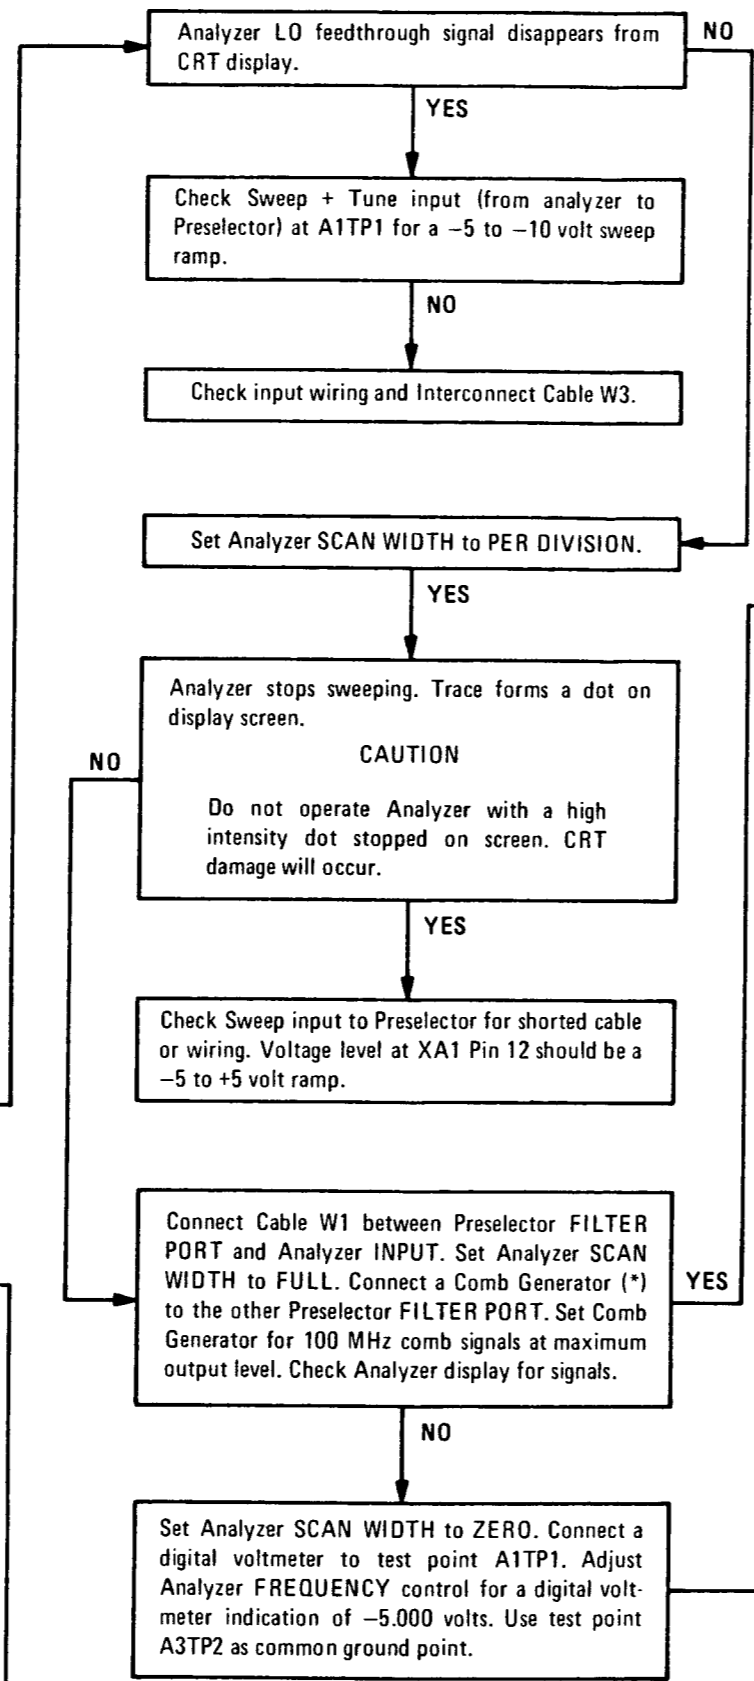 Analyzer LO feedthrough signal disappears from
CRT display.
NO
YES
Check Sweep + Tune input (from analyzer to
Preselector) at A1TP1 for a −5 to −10 volt sweep
ramp.
NO
Check input wiring and Interconnect Cable W3.
Set Analyzer SCAN WIDTH to PER DIVISION.
YES
Analyzer stops sweeping. Trace forms a dot on
display screen.
NO
CAUTION
Do not operate Analyzer with a high
intensity dot stopped on screen. CRT
damage will occur.
YES
Check Sweep input to Preselector for shorted cable
or wiring. Voltage level at XA1 Pin 12 should be a
−5 to +5 volt ramp.
Connect Cable W1 between Preselector FILTER
PORT and Analyzer INPUT. Set Analyzer SCAN
WIDTH to FULL. Connect a Comb Generator (*)
to the other Preselector FILTER PORT. Set Comb
Generator for 100 MHz comb signals at maximum
output level. Check Analyzer display for signals.
YES
NO
Set Analyzer SCAN WIDTH to ZERO. Connect a
digital voltmeter to test point A1TP1. Adjust
Analyzer FREQUENCY control for a digital volt-
meter indication of −5.000 volts. Use test point
A3TP2 as common ground point.